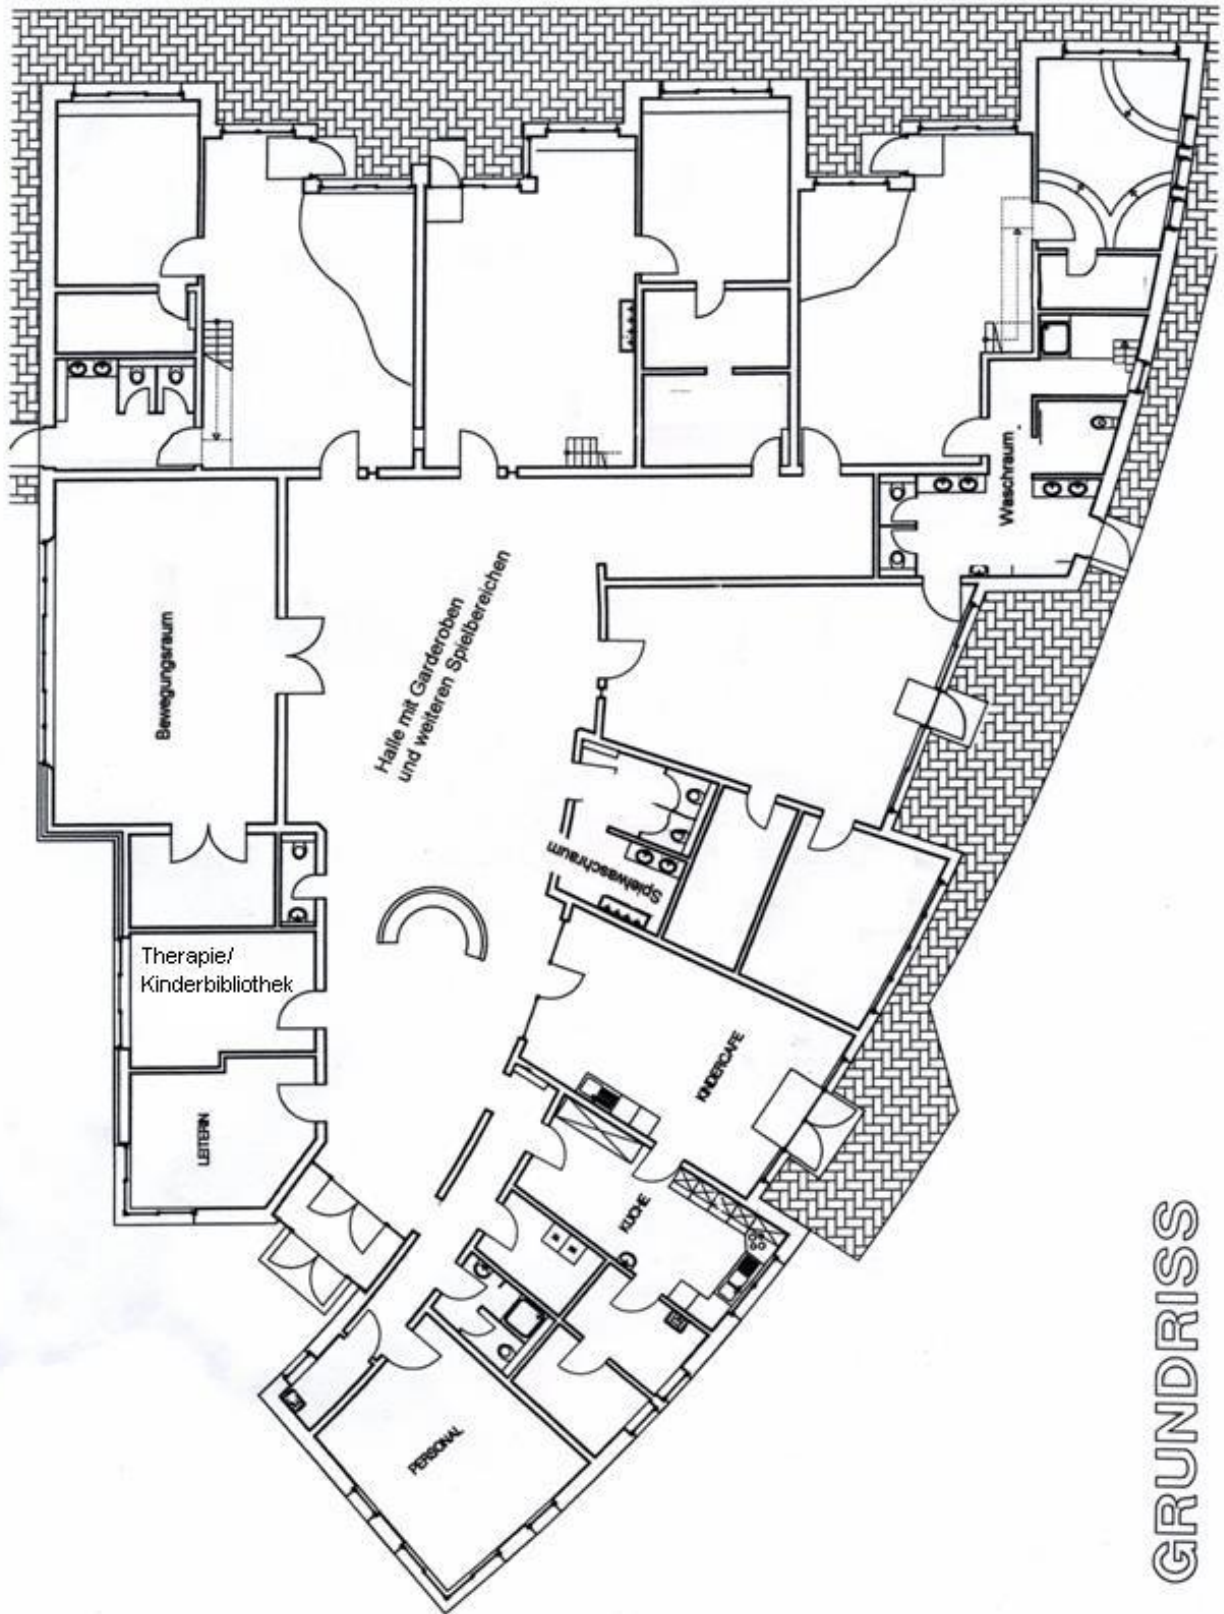 Bewegungsraum
Halle mit Garderoben
und weiteren Spielbereichen
Waschraum
Spielwaschraum
Therapie/
Kinderbibliothek
LEITERIN
KINDERCAFE
KÜCHE
PERSONAL
GRUNDRISS